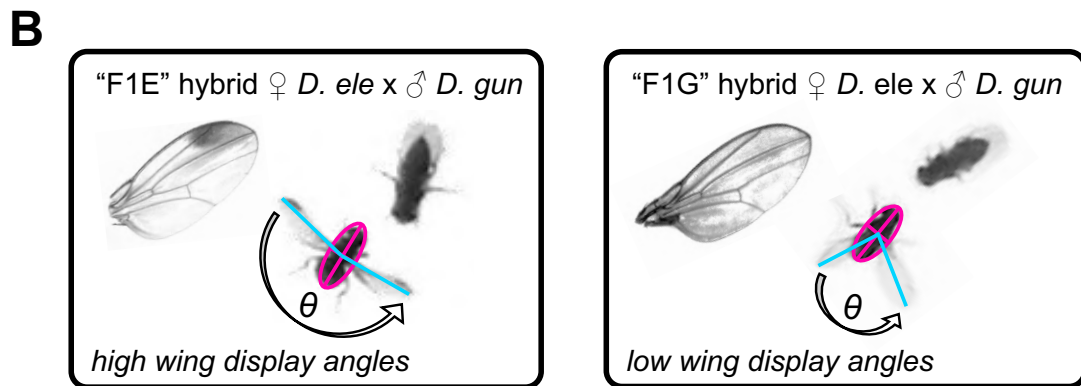 B
“F1E” hybrid ♀ D. ele x ♂ D. gun
θ
high wing display angles
“F1G” hybrid ♀ D. ele x ♂ D. gun
θ
low wing display angles